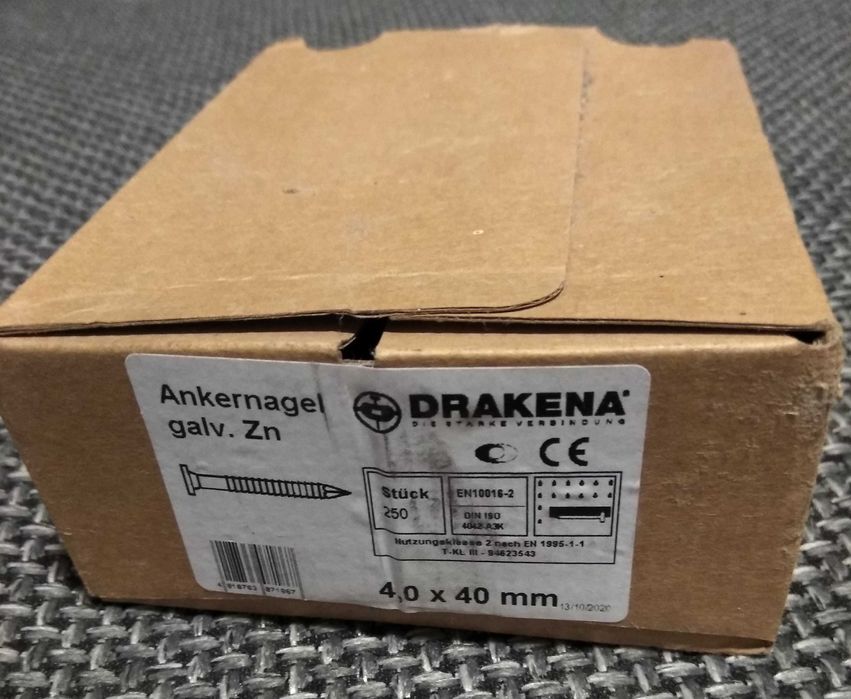 Ankernagel
galv. Zn
DRAKENA
DIE STARKE VERBINDUNG
CE
Stück
250
EN10016-2
DIN ISO
4042-A3K
Nutzungsklasse 2 nach EN 1995-1-1
T-KL III - 94623543
4,0 x 40 mm
13/10/2020